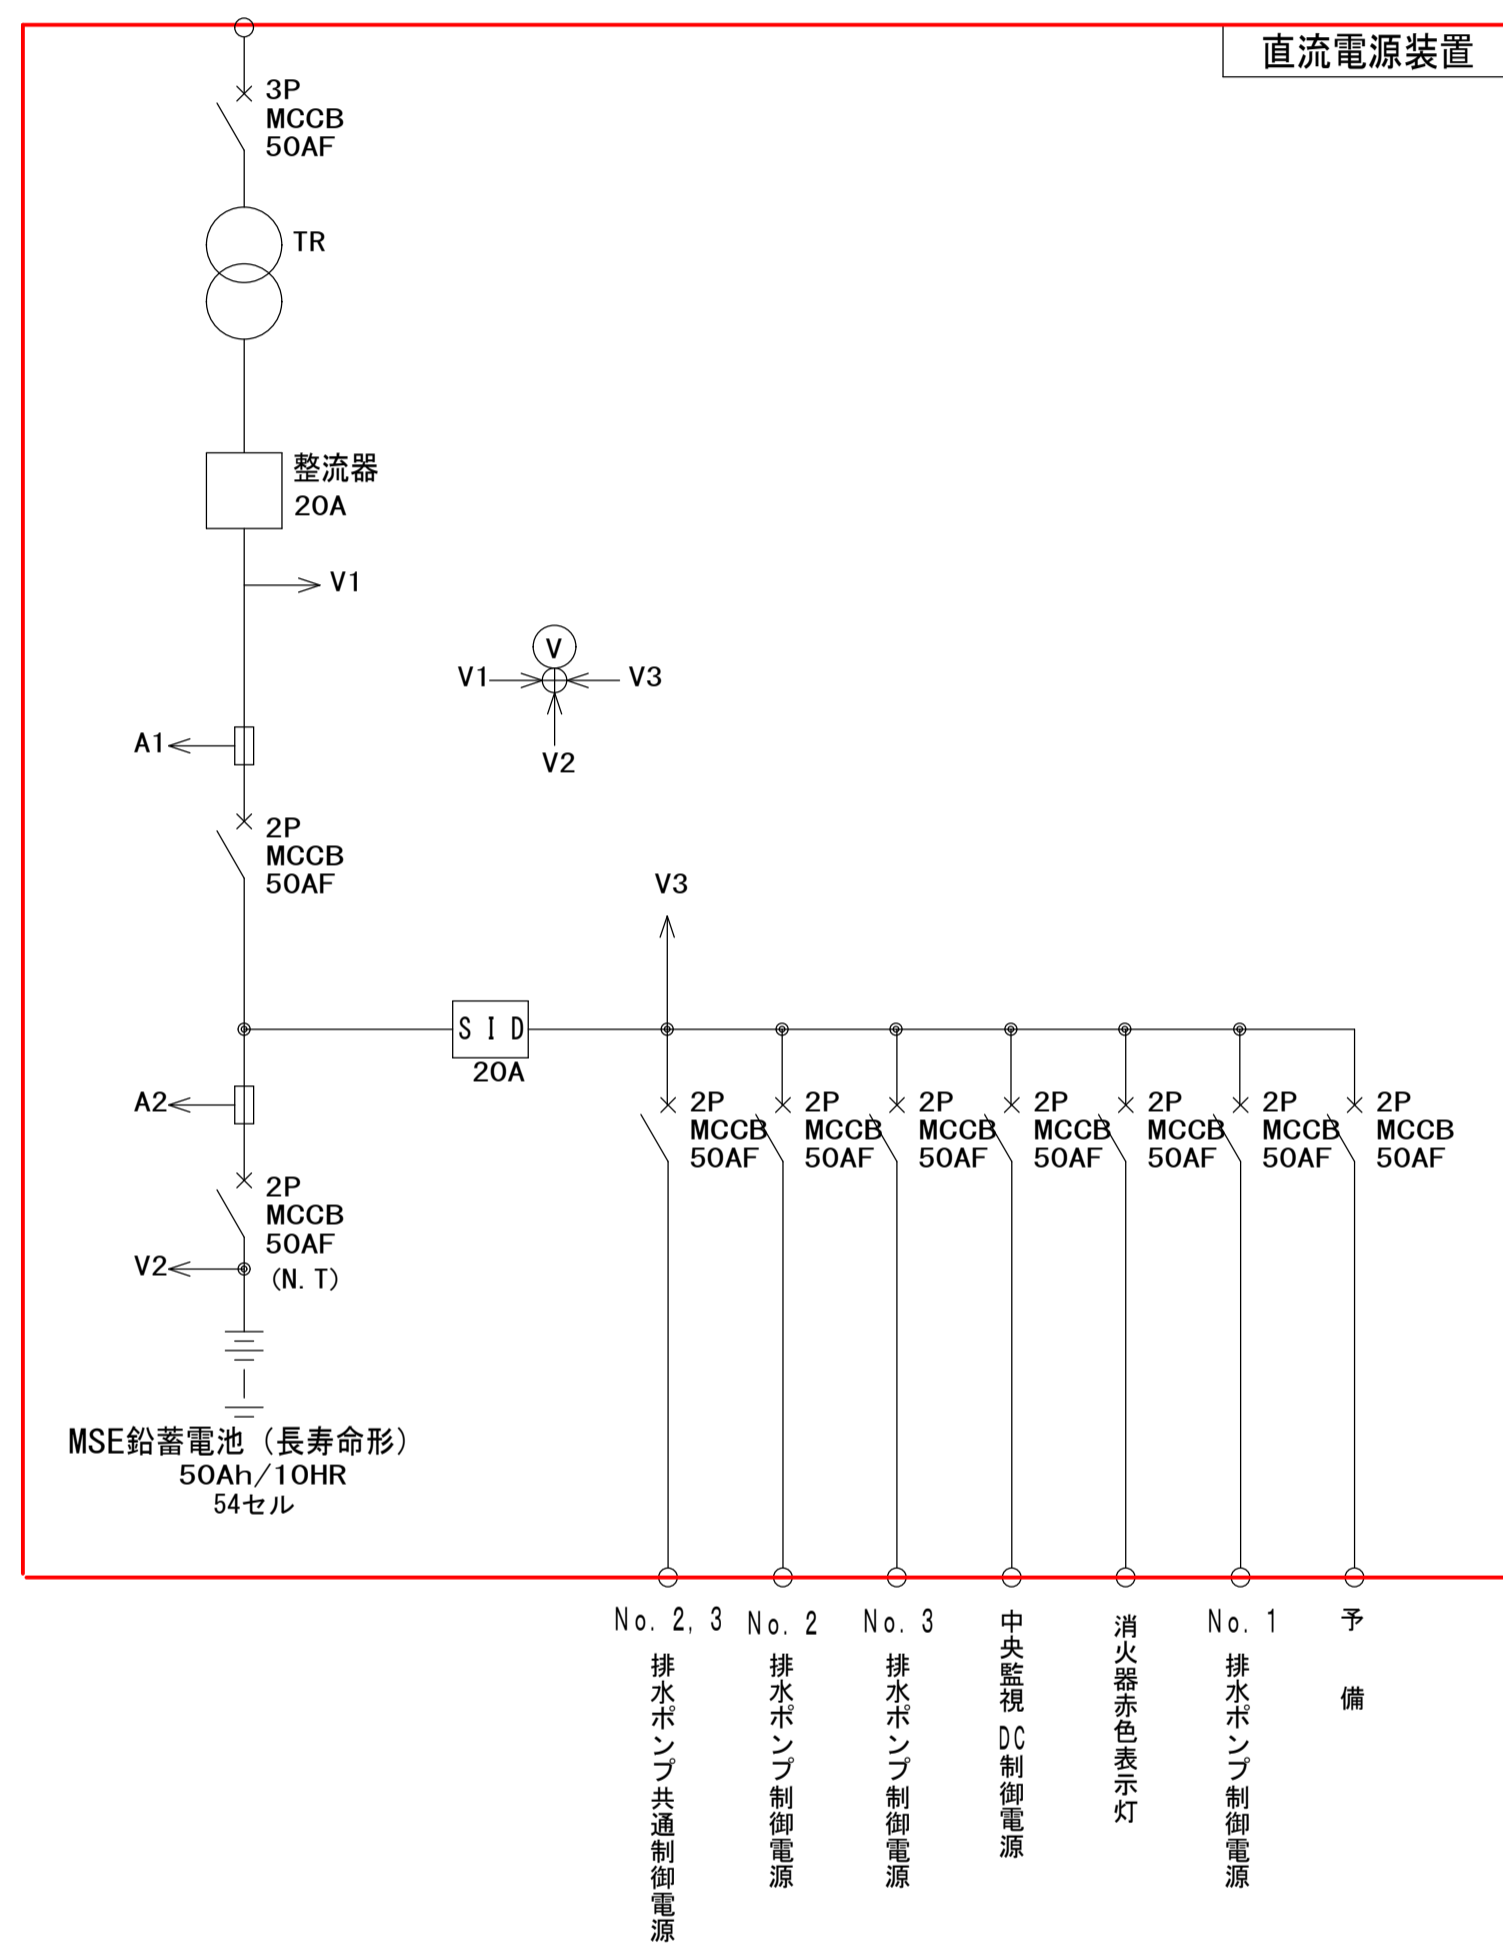 直流電源装置
3P
MCCB
50AF
TR
整流器
20A
V1
V
V1
V3
V2
A1
2P
MCCB
50AF
V3
SID
20A
A2
2P
MCCB
50AF
(N.T)
V2
2P
MCCB
50AF
2P
MCCB
50AF
2P
MCCB
50AF
2P
MCCB
50AF
2P
MCCB
50AF
2P
MCCB
50AF
2P
MCCB
50AF
MSE鉛蓄電池（長寿命形）
50Ah/10HR
54セル
No. 2, 3
排水ポンプ共通制御電源
No. 2
排水ポンプ制御電源
No. 3
排水ポンプ制御電源
中央監視DC制御電源
消火器赤色表示灯
No. 1
排水ポンプ制御電源
予備